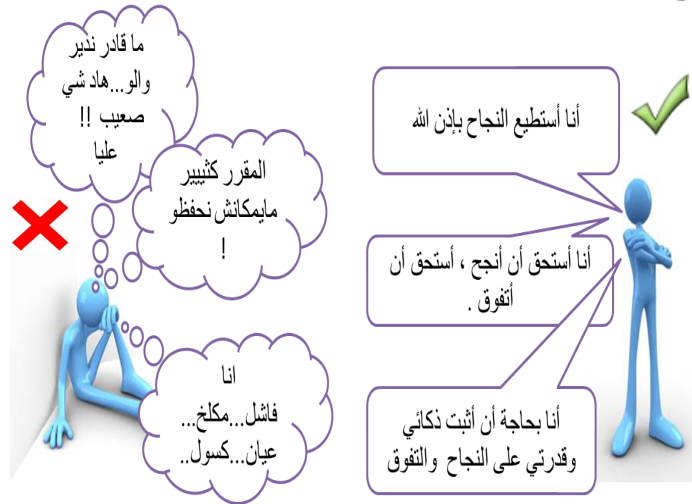 أنا أستطيع النجاح بإذن الله
أنا أستحق أن أنجح ، أستحق أن
أتفوق .
أنا بحاجة أن أثبت ذكائي
وقدرتي على النجاح والتفوق
ما قادر نذير
والو...هاد شي
صعيب !!
عليا
المقرر كثييير
مايمكانش نحفظو
!
انا
فاشل...مكلخ...
عيان...كسول..